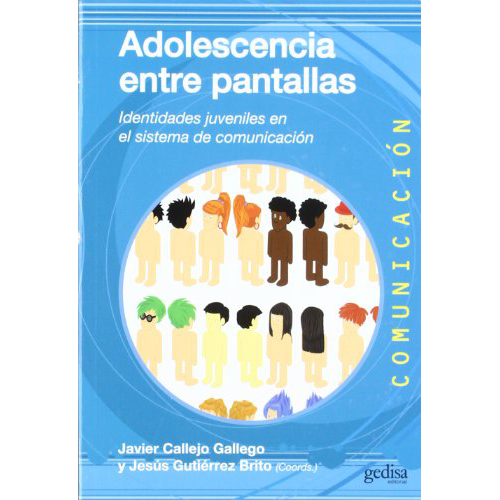 Adolescencia
entre pantallas
Identidades juveniles en
el sistema de comunicación
COMUNICACIÓN
Javier Callejo Gallego
y Jesús Gutiérrez Brito (Coords.)
gedisa
editorial